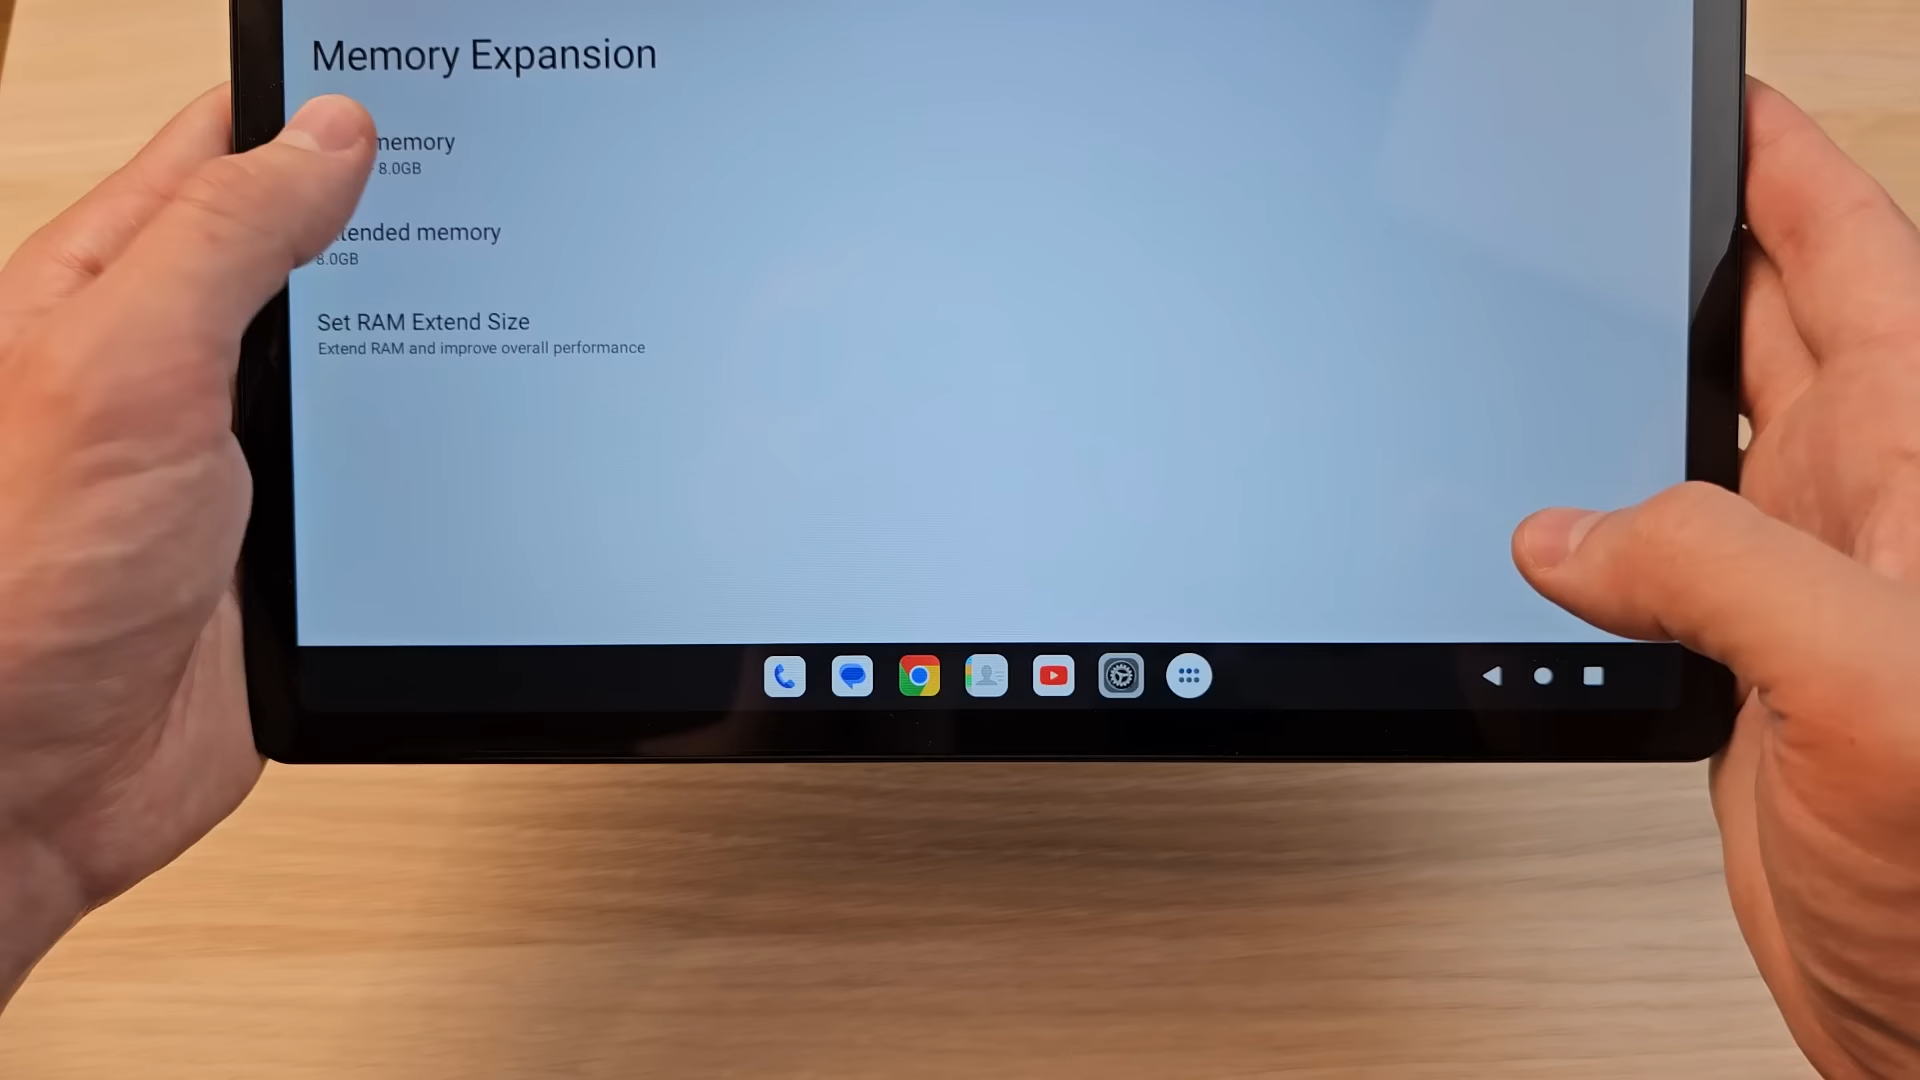 Memory Expansion
memory
8.0GB
tended memory
8.0GB
Set RAM Extend Size
Extend RAM and improve overall performance